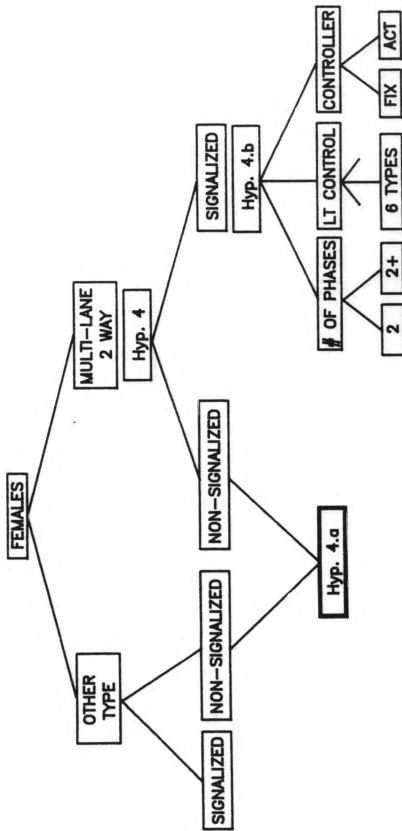 FEMALES
OTHER
TYPE
MULTI-LANE
2 WAY
Hyp. 4
SIGNALIZED
NON-SIGNALIZED
NON-SIGNALIZED
SIGNALIZED
Hyp. 4.b
Hyp. 4.a
# OF PHASES
LT CONTROL
CONTROLLER
2
2+
6 TYPES
FIX
ACT